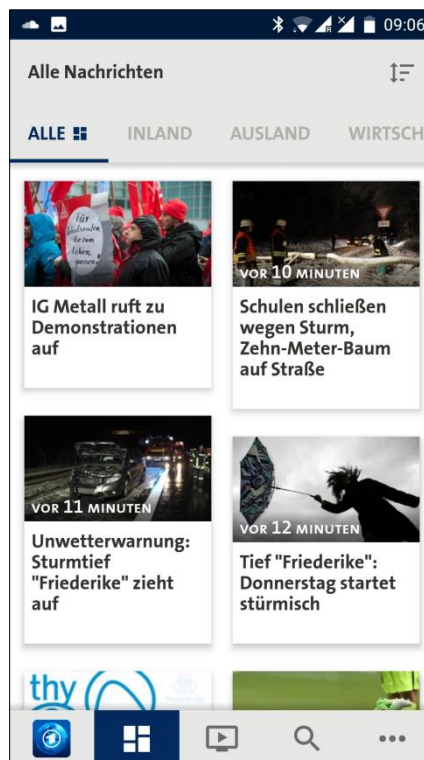 09:06
Alle Nachrichten
ALLE INLAND AUSLAND WIRTSCH
IG Metall ruft zu
Demonstrationen
auf
VOR 10 MINUTEN
Schulen schließen
wegen Sturm,
Zehn-Meter-Baum
auf Straße
VOR 11 MINUTEN
Unwetterwarnung:
Sturmtief
"Friederike" zieht
auf
VOR 12 MINUTEN
Tief "Friederike":
Donnerstag startet
stürmisch
thy